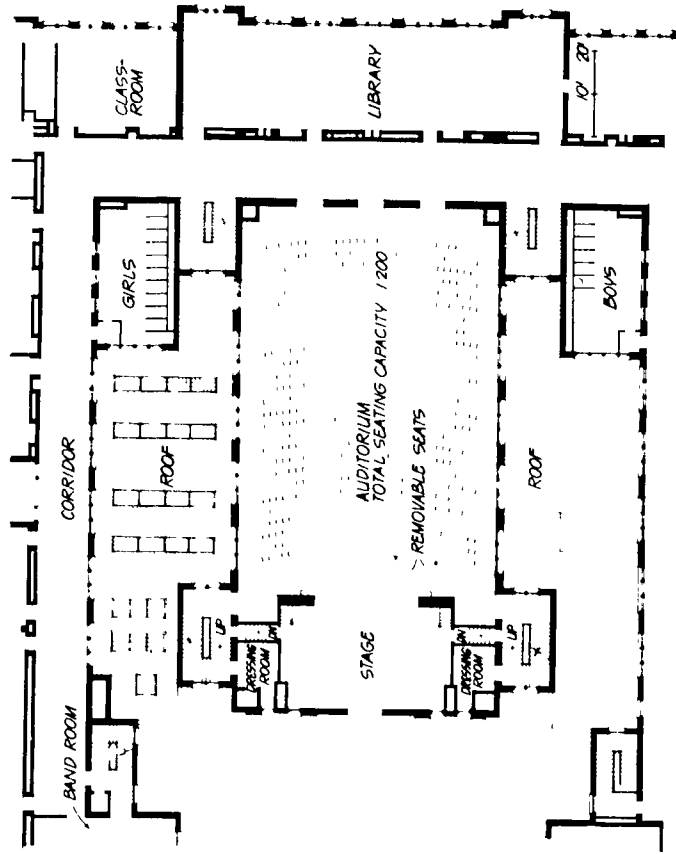 CLASS-
ROOM
LIBRARY
10'
20'
GIRLS
BOYS
AUDITORIUM
TOTAL SEATING CAPACITY 1200
REMOVABLE SEATS
CORRIDOR
ROOF
ROOF
UP
DN
DRESSING
ROOM
STAGE
DN
UP
DRESSING
ROOM
BAND ROOM